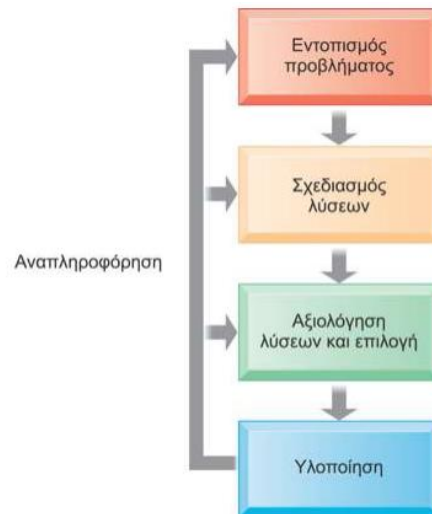 Εντοπισμός
προβλήματος
Σχεδιασμός
λύσεων
Αναπληροφόρηση
Αξιολόγηση
λύσεων και επιλογή
Υλοποίηση